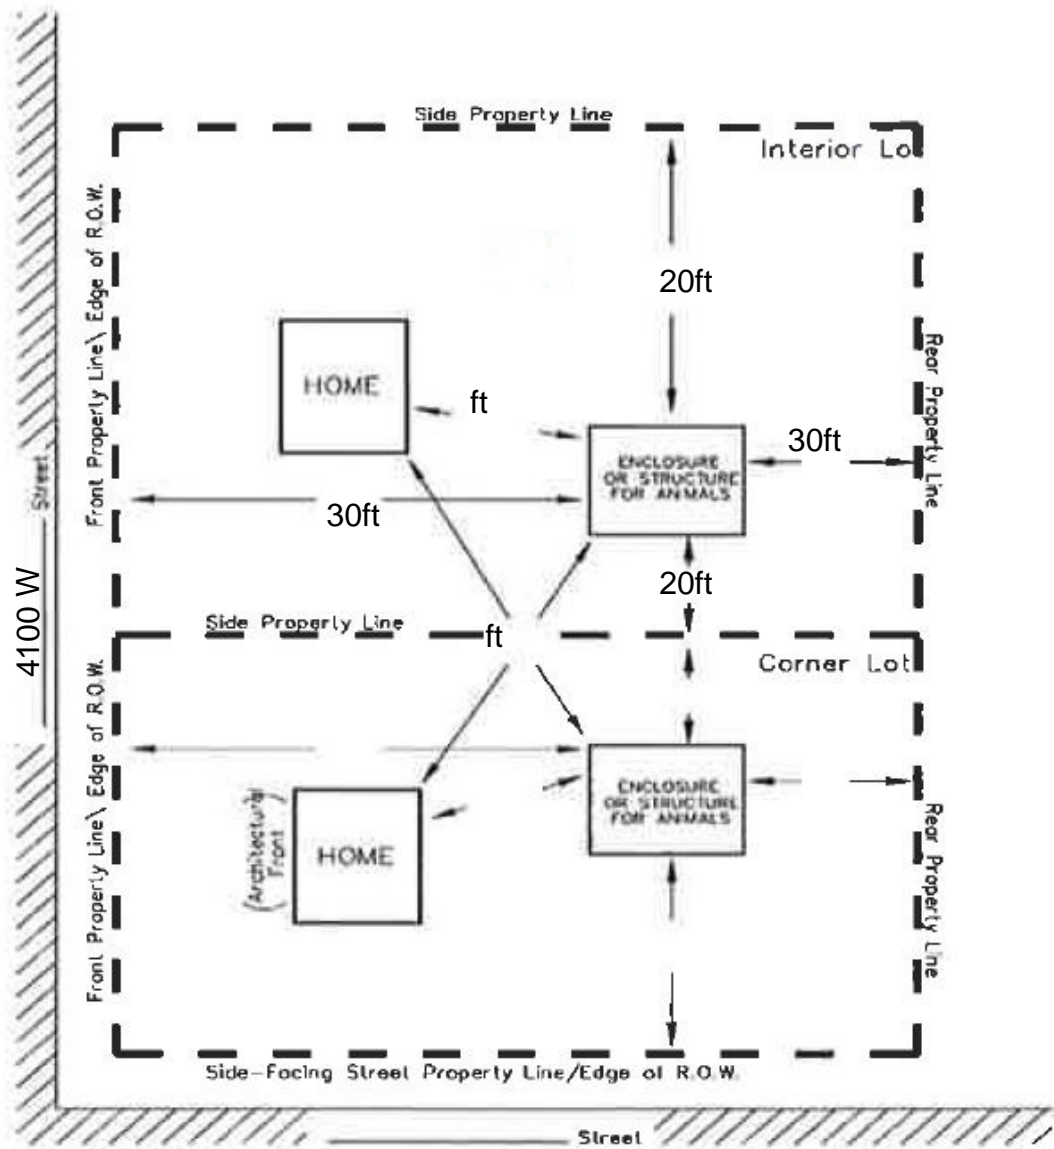 Side Property Line
Interior Lo
Front Property Line\ Edge of R.O.W.
20ft
Rear Property Line
HOME
ft
ENCLOSURE
OR STRUCTURE
FOR ANIMALS
30ft
30ft
Street
4100 W
20ft
Side Property Line
ft
Corner Lot
Front Property Line\ Edge of R.O.W.
(Architectural
Front)
HOME
ENCLOSURE
OR STRUCTURE
FOR ANIMALS
Rear Property Line
Side-Facing Street Property Line/Edge of R.O.W.
Street